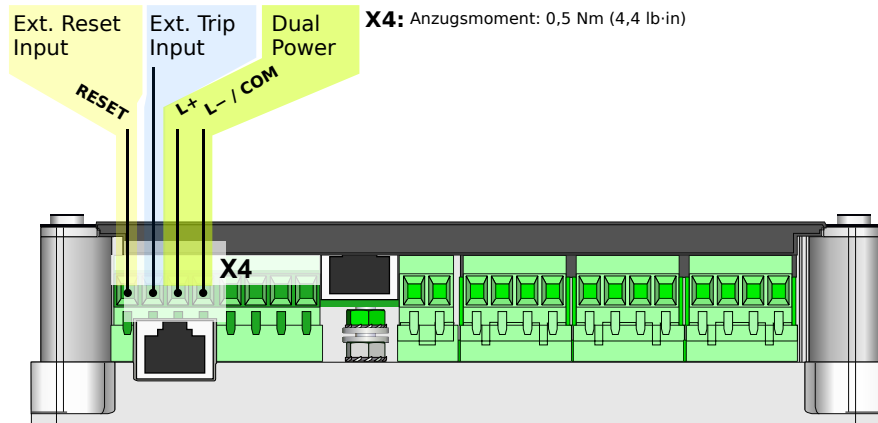 Ext. Reset
Input
Ext. Trip
Input
Dual
Power
X4: Anzugsmoment: 0,5 Nm (4,4 lb·in)
RESET
L+
L− / COM
X4